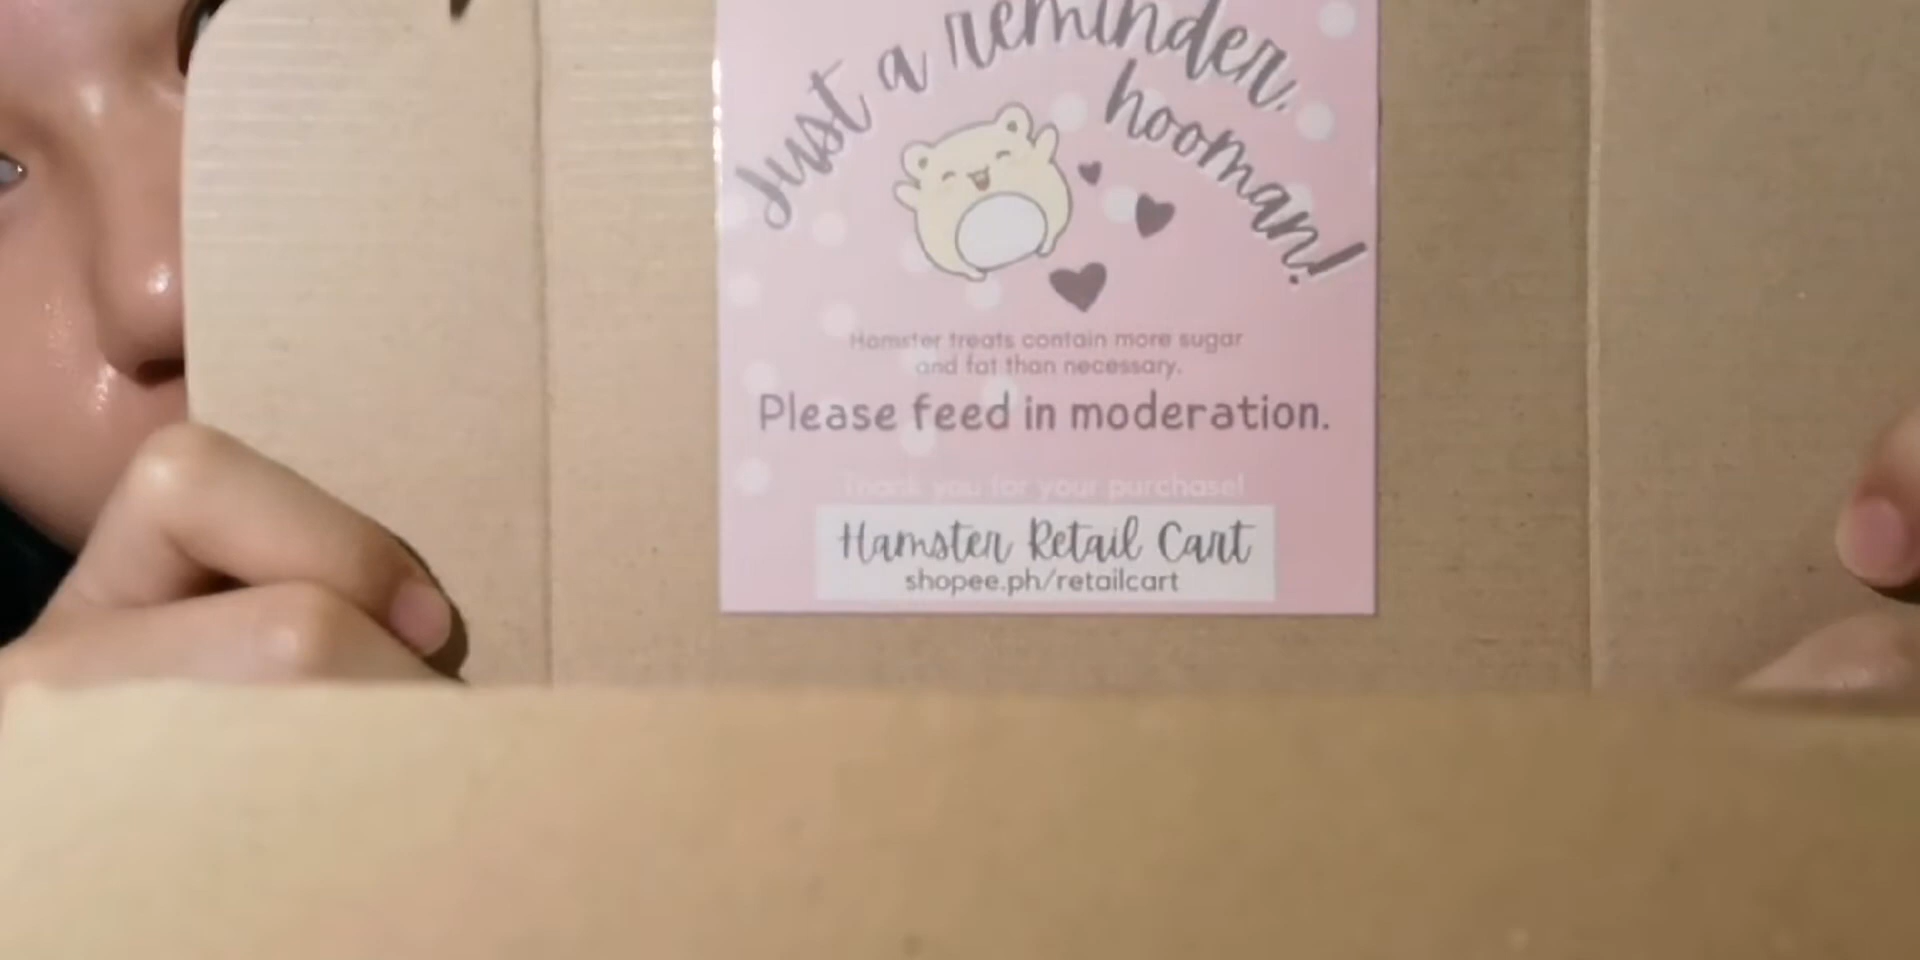 Just a reminder,
hooman!
Hamster treats contain more sugar
and fat than necessary.
Please feed in moderation.
Thank you for your purchase!
Hamster Retail Cart
shopee.ph/retailcart